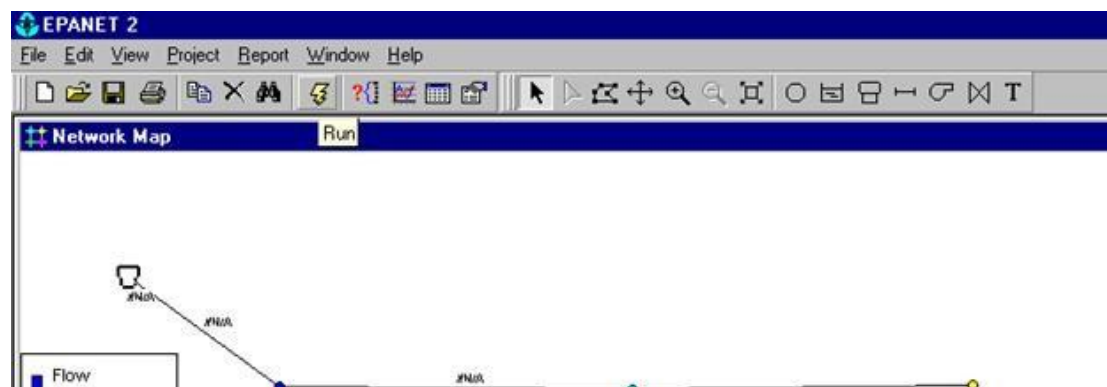 EPANET 2
File Edit View Project Report Window Help
T
Network Map
Run
#N/A
#N/A
Flow
#N/A